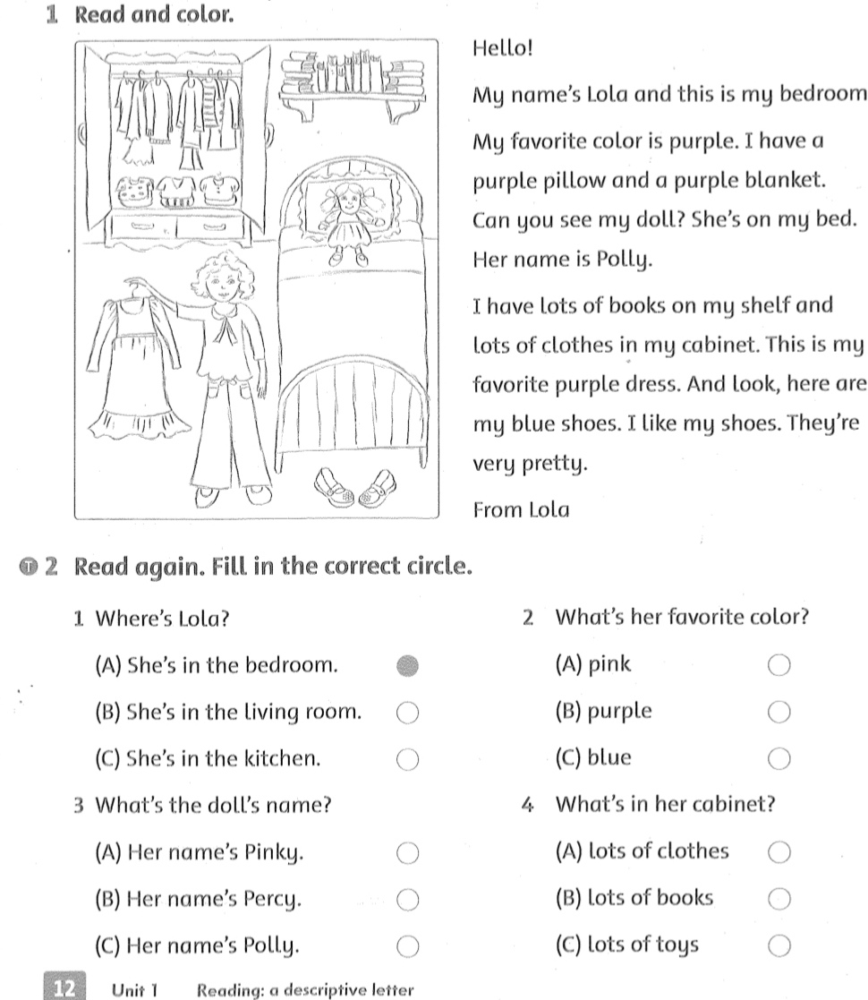 1 Read and color.
Hello!
My name's Lola and this is my bedroom
My favorite color is purple. I have a
purple pillow and a purple blanket.
Can you see my doll? She's on my bed.
Her name is Polly.
I have lots of books on my shelf and
lots of clothes in my cabinet. This is my
favorite purple dress. And look, here are
my blue shoes. I like my shoes. They're
very pretty.
From Lola
T 2 Read again. Fill in the correct circle.
1 Where's Lola?
(A) She's in the bedroom.
(B) She's in the living room.
(C) She's in the kitchen.
2 What's her favorite color?
(A) pink
(B) purple
(C) blue
3 What's the doll's name?
(A) Her name's Pinky.
(B) Her name's Percy.
(C) Her name's Polly.
4 What's in her cabinet?
(A) lots of clothes
(B) lots of books
(C) lots of toys
12 Unit 1 Reading: a descriptive letter